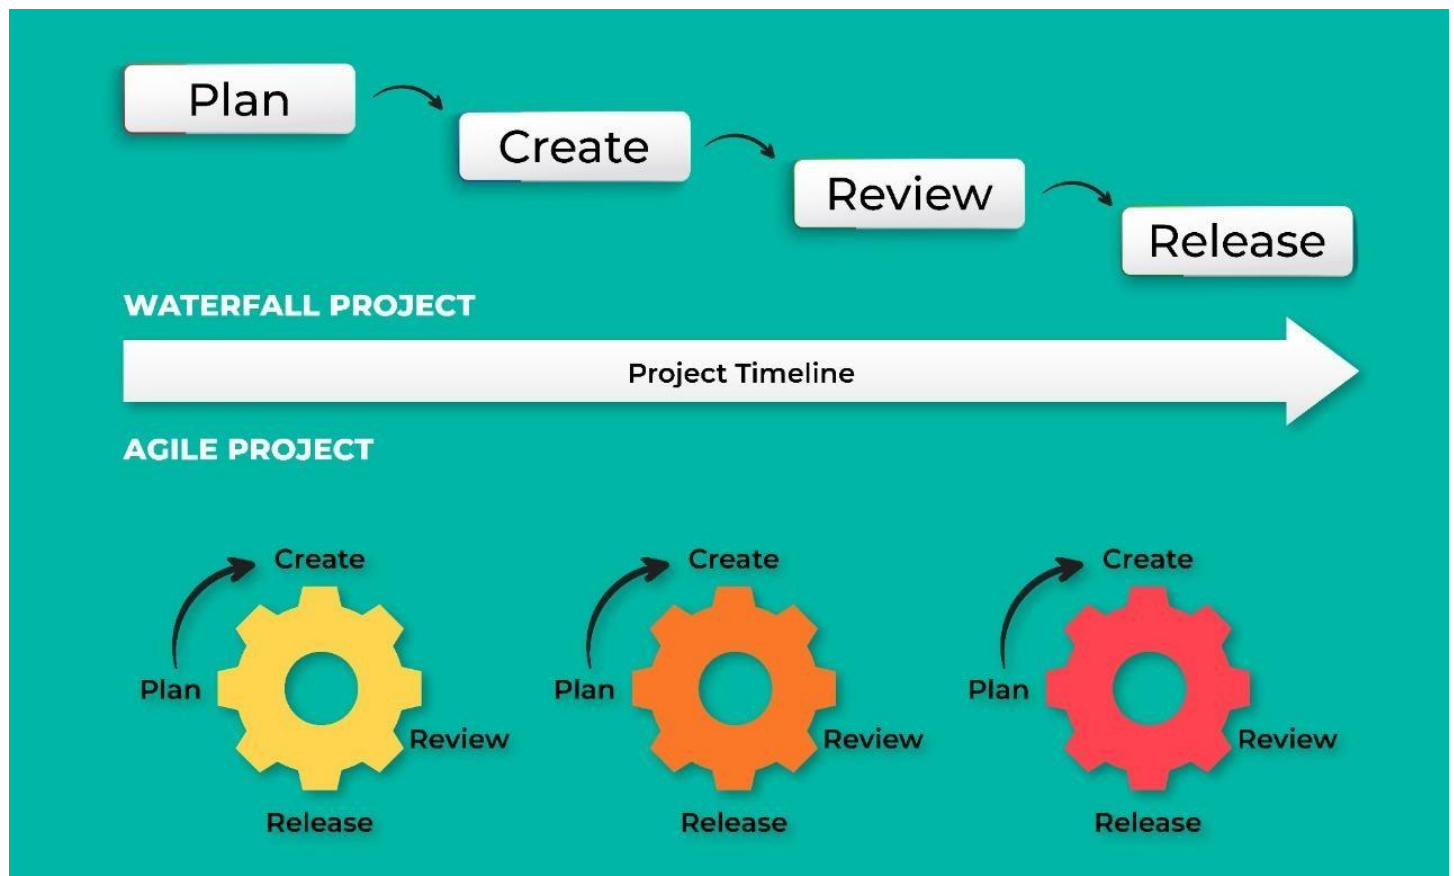 Plan
Create
Review
Release
WATERFALL PROJECT
Project Timeline
AGILE PROJECT
Create
Plan
Review
Release
Create
Plan
Review
Release
Create
Plan
Review
Release